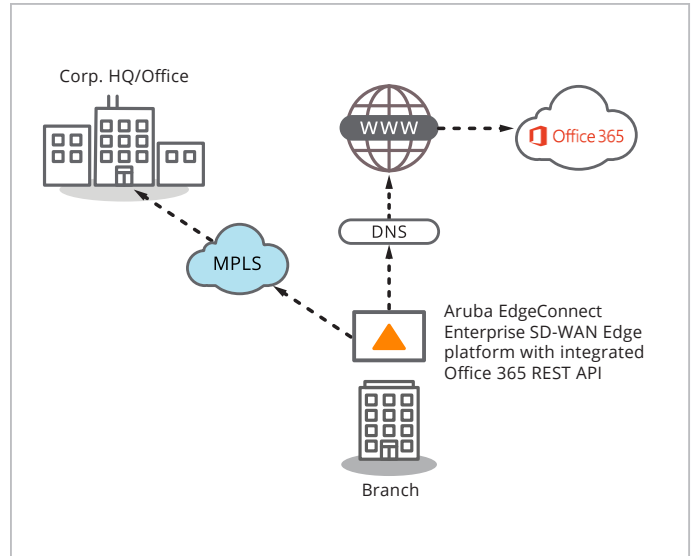 Corp. HQ/Office
WWW
Office 365
DNS
MPLS
Aruba EdgeConnect
Enterprise SD-WAN Edge
platform with integrated
Office 365 REST API
Branch